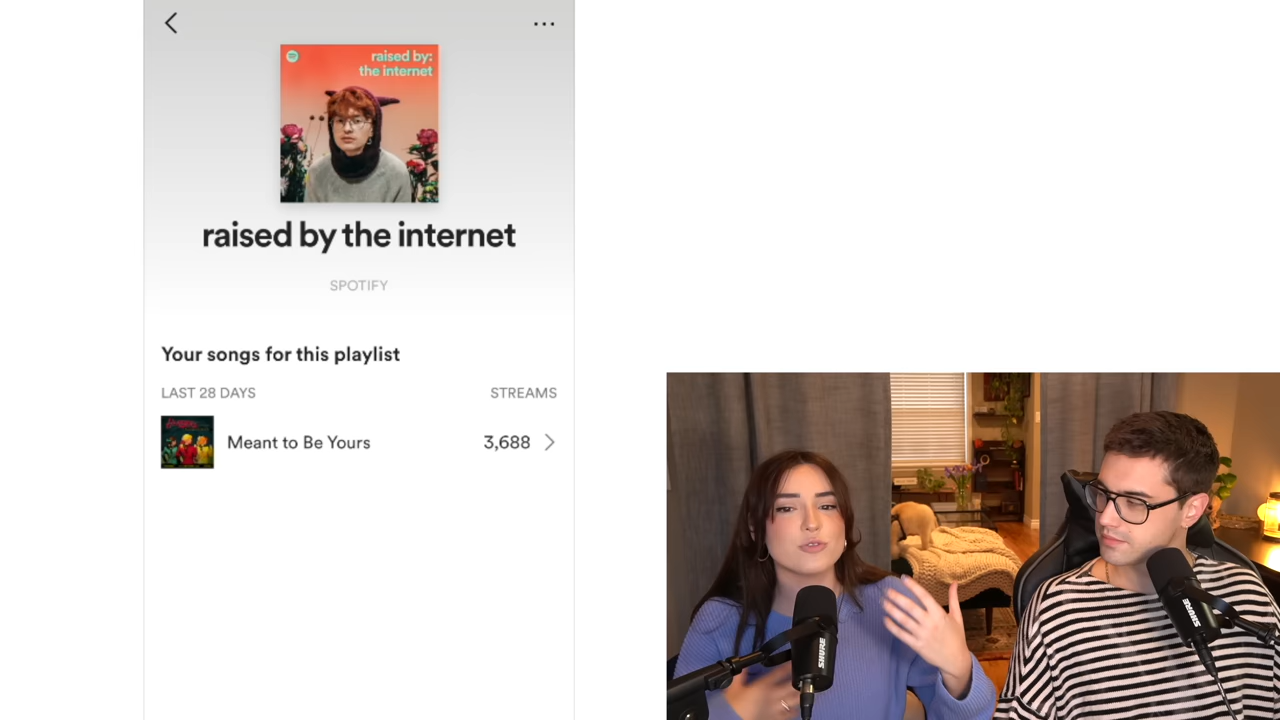 raised by:
the internet
raised by the internet
SPOTIFY
Your songs for this playlist
LAST 28 DAYS
STREAMS
Meant to Be Yours
3,688
SHURE
SHURE